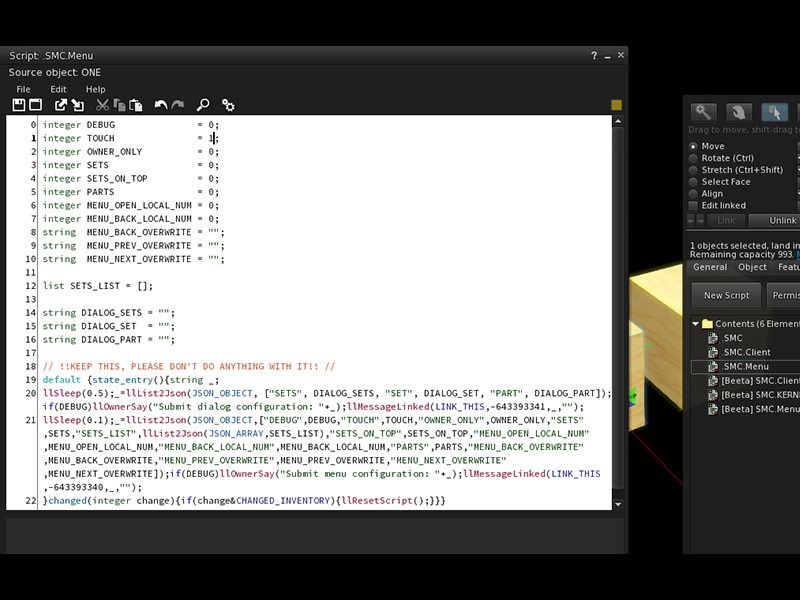 Script: .SMC.Menu
Source object: ONE
File Edit Help
0 integer DEBUG = 0;
1 integer TOUCH = 1;
2 integer OWNER_ONLY = 0;
3 integer SETS = 0;
4 integer SETS_ON_TOP = 0;
5 integer PARTS = 0;
6 integer MENU_OPEN_LOCAL_NUM = 0;
7 integer MENU_BACK_LOCAL_NUM = 0;
8 string MENU_BACK_OVERWRITE = "";
9 string MENU_PREV_OVERWRITE = "";
10 string MENU_NEXT_OVERWRITE = "";
11
12 list SETS_LIST = [];
13
14 string DIALOG_SETS = "";
15 string DIALOG_SET = "";
16 string DIALOG_PART = "";
17
18 // !!KEEP THIS, PLEASE DON'T DO ANYTHING WITH IT!! //
19 default {state_entry(){string _;
20 llSleep(0.5);_=llList2Json(JSON_OBJECT, ["SETS", DIALOG_SETS, "SET", DIALOG_SET, "PART", DIALOG_PART]);
if(DEBUG)llOwnerSay("Submit dialog configuration: "+_);llMessageLinked(LINK_THIS,-643393341,_,"");
21 llSleep(0.1);_=llList2Json(JSON_OBJECT,["DEBUG",DEBUG,"TOUCH",TOUCH,"OWNER_ONLY",OWNER_ONLY,"SETS"
,SETS,"SETS_LIST",llList2Json(JSON_ARRAY,SETS_LIST),"SETS_ON_TOP",SETS_ON_TOP,"MENU_OPEN_LOCAL_NUM"
,MENU_OPEN_LOCAL_NUM,"MENU_BACK_LOCAL_NUM",MENU_BACK_LOCAL_NUM,"PARTS",PARTS,"MENU_BACK_OVERWRITE"
,MENU_BACK_OVERWRITE,"MENU_PREV_OVERWRITE",MENU_PREV_OVERWRITE,"MENU_NEXT_OVERWRITE"
,MENU_NEXT_OVERWRITE]);if(DEBUG)llOwnerSay("Submit menu configuration: "+_);llMessageLinked(LINK_THIS
,-643393340,_,"");
22 }changed(integer change){if(change&CHANGED_INVENTORY){llResetScript();}}}
Drag to move, shift-drag to
Move
Rotate (Ctrl)
Stretch (Ctrl+Shift)
Select Face
Align
Edit linked
Link Unlink
1 objects selected, land in
Remaining capacity 993.
General Object Featu
New Script Permis
Contents (6 Element
.SMC
.SMC.Client
.SMC.Menu
[Beeta] SMC.Client
[Beeta] SMC.KERN
[Beeta] SMC.Menu